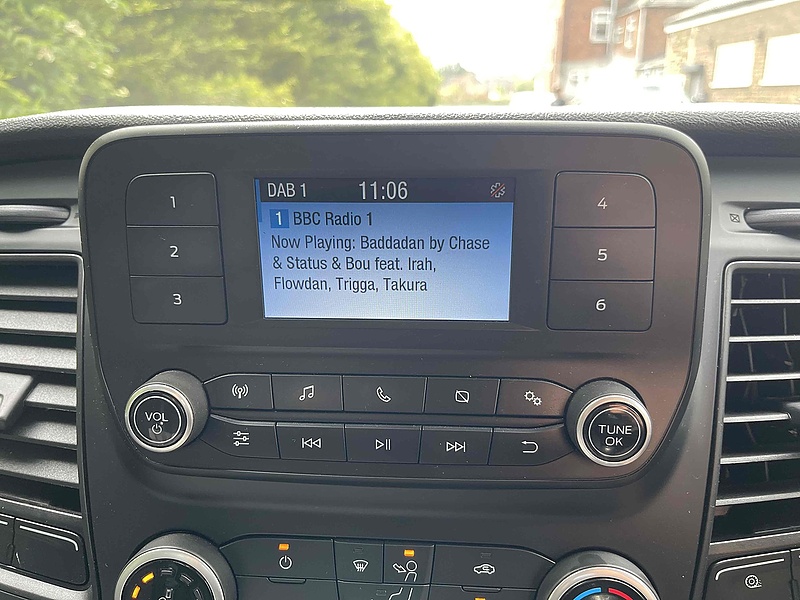 DAB 1 11:06
1 BBC Radio 1
Now Playing: Baddadan by Chase
& Status & Bou feat. Irah,
Flowdan, Trigga, Takura
1
2
3
4
5
6
VOL
TUNE
OK